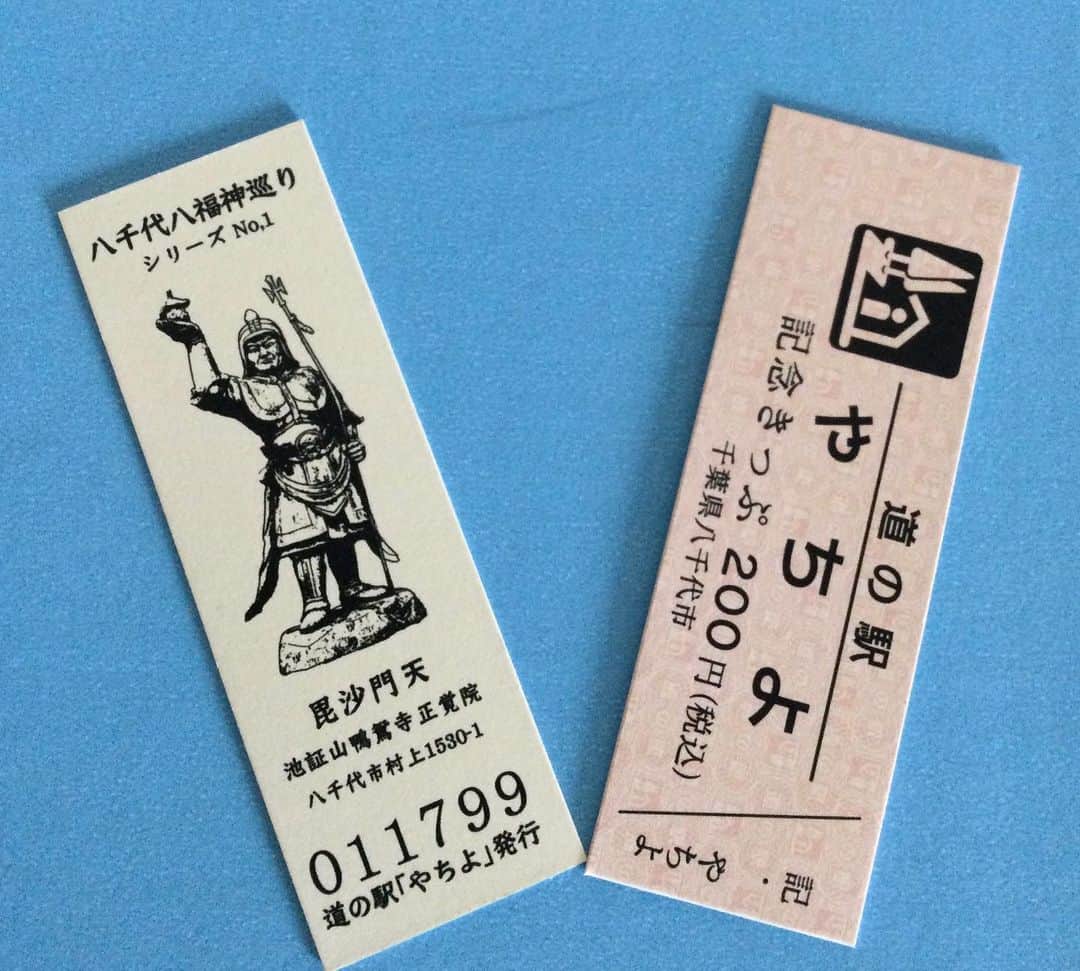 八千代八福神巡り
シリーズ No,1
毘沙門天
池証山鴨鴛寺正覚院
八千代市村上1530-1
011799
道の駅「やちよ」発行
道の駅
やちよ
記念きっぷ 200円(税込)
千葉県八千代市
記・
やちよ